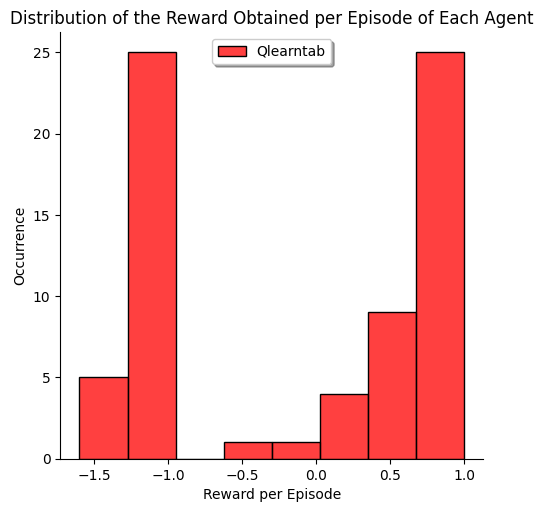 Distribution of the Reward Obtained per Episode of Each Agent
Qlearntab
Occurrence
25
20
15
10
5
0
−1.5 −1.0 −0.5 0.0 0.5 1.0
Reward per Episode